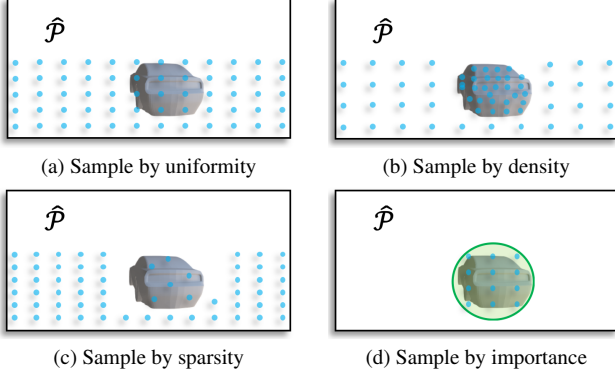 𝒫̂ 𝒫̂
(a) Sample by uniformity (b) Sample by density
𝒫̂ 𝒫̂
(c) Sample by sparsity (d) Sample by importance